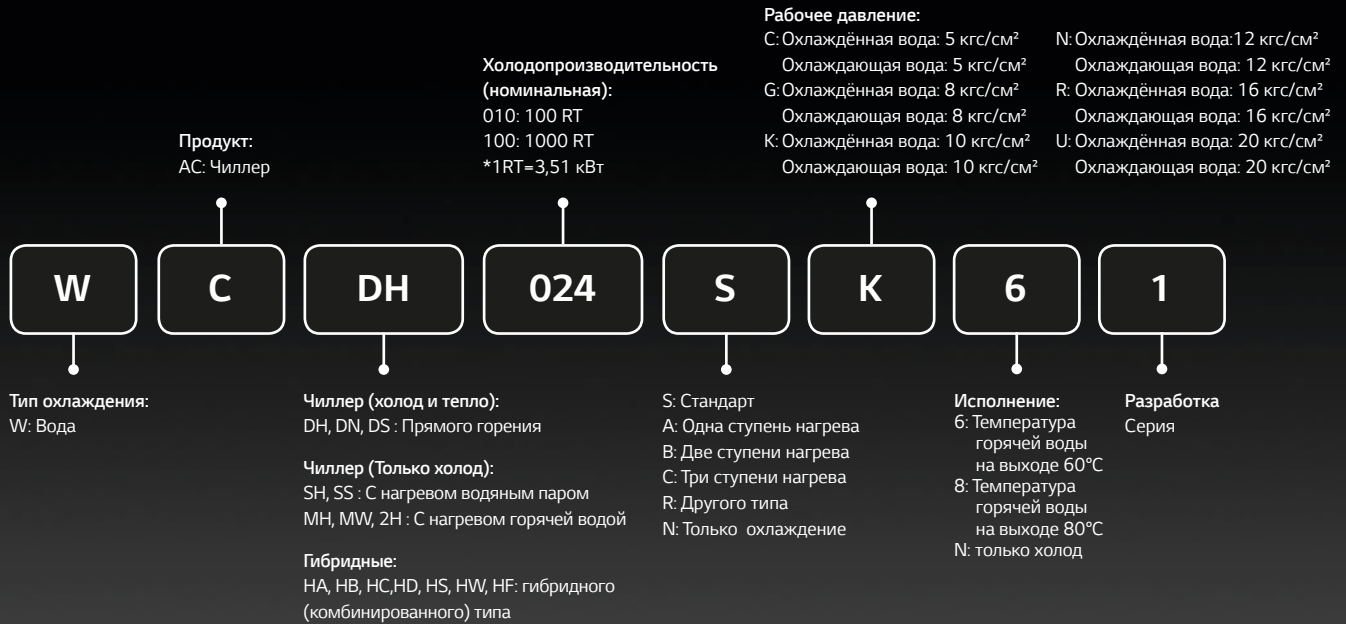 Рабочее давление:
C: Охлаждённая вода: 5 кгс/см²
Охлаждающая вода: 5 кгс/см²
G: Охлаждённая вода: 8 кгс/см²
Охлаждающая вода: 8 кгс/см²
K: Охлаждённая вода: 10 кгс/см²
Охлаждающая вода: 10 кгс/см²
N: Охлаждённая вода:12 кгс/см²
Охлаждающая вода: 12 кгс/см²
R: Охлаждённая вода: 16 кгс/см²
Охлаждающая вода: 16 кгс/см²
U: Охлаждённая вода: 20 кгс/см²
Охлаждающая вода: 20 кгс/см²
Холодопроизводительность
(номинальная):
010: 100 RT
100: 1000 RT
*1RT=3,51 кВт
Продукт:
AC: Чиллер
W
C
DH
024
S
K
6
1
Тип охлаждения:
W: Вода
Чиллер (холод и тепло):
DH, DN, DS : Прямого горения
Чиллер (Только холод):
SH, SS : С нагревом водяным паром
MH, MW, 2H : С нагревом горячей водой
Гибридные:
HA, HB, HC,HD, HS, HW, HF: гибридного
(комбинированного) типа
S: Стандарт
A: Одна ступень нагрева
B: Две ступени нагрева
C: Три ступени нагрева
R: Другого типа
N: Только охлаждение
Исполнение:
6: Температура
горячей воды
на выходе 60°C
8: Температура
горячей воды
на выходе 80°C
N: только холод
Разработка
Серия